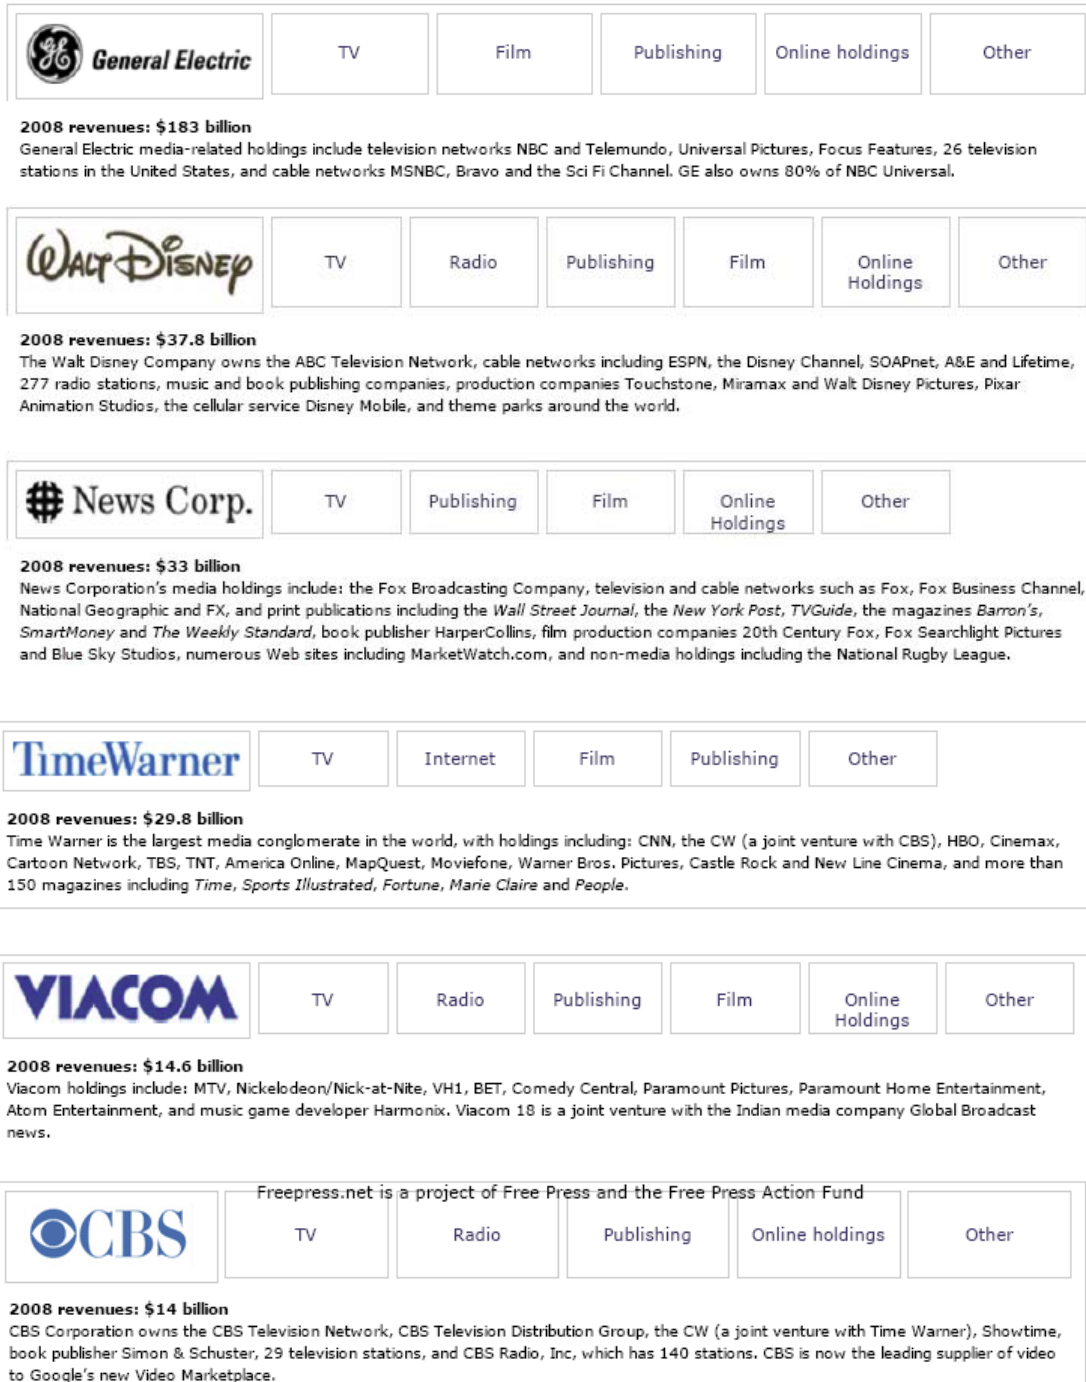 General Electric TV Film Publishing Online holdings Other
2008 revenues: $183 billion
General Electric media-related holdings include television networks NBC and Telemundo, Universal Pictures, Focus Features, 26 television
stations in the United States, and cable networks MSNBC, Bravo and the Sci Fi Channel. GE also owns 80% of NBC Universal.
WALT DISNEY TV Radio Publishing Film Online Holdings Other
2008 revenues: $37.8 billion
The Walt Disney Company owns the ABC Television Network, cable networks including ESPN, the Disney Channel, SOAPnet, A&E and Lifetime,
277 radio stations, music and book publishing companies, production companies Touchstone, Miramax and Walt Disney Pictures, Pixar
Animation Studios, the cellular service Disney Mobile, and theme parks around the world.
News Corp. TV Publishing Film Online Holdings Other
2008 revenues: $33 billion
News Corporation's media holdings include: the Fox Broadcasting Company, television and cable networks such as Fox, Fox Business Channel,
National Geographic and FX, and print publications including the Wall Street Journal, the New York Post, TVGuide, the magazines Barron's,
SmartMoney and The Weekly Standard, book publisher HarperCollins, film production companies 20th Century Fox, Fox Searchlight Pictures
and Blue Sky Studios, numerous Web sites including MarketWatch.com, and non-media holdings including the National Rugby League.
TimeWarner TV Internet Film Publishing Other
2008 revenues: $29.8 billion
Time Warner is the largest media conglomerate in the world, with holdings including: CNN, the CW (a joint venture with CBS), HBO, Cinemax,
Cartoon Network, TBS, TNT, America Online, MapQuest, Moviefone, Warner Bros. Pictures, Castle Rock and New Line Cinema, and more than
150 magazines including Time, Sports Illustrated, Fortune, Marie Claire and People.
VIACOM TV Radio Publishing Film Online Holdings Other
2008 revenues: $14.6 billion
Viacom holdings include: MTV, Nickelodeon/Nick-at-Nite, VH1, BET, Comedy Central, Paramount Pictures, Paramount Home Entertainment,
Atom Entertainment, and music game developer Harmonix. Viacom 18 is a joint venture with the Indian media company Global Broadcast
news.
Freepress.net is a project of Free Press and the Free Press Action Fund
CBS TV Radio Publishing Online holdings Other
2008 revenues: $14 billion
CBS Corporation owns the CBS Television Network, CBS Television Distribution Group, the CW (a joint venture with Time Warner), Showtime,
book publisher Simon & Schuster, 29 television stations, and CBS Radio, Inc, which has 140 stations. CBS is now the leading supplier of video
to Google's new Video Marketplace.